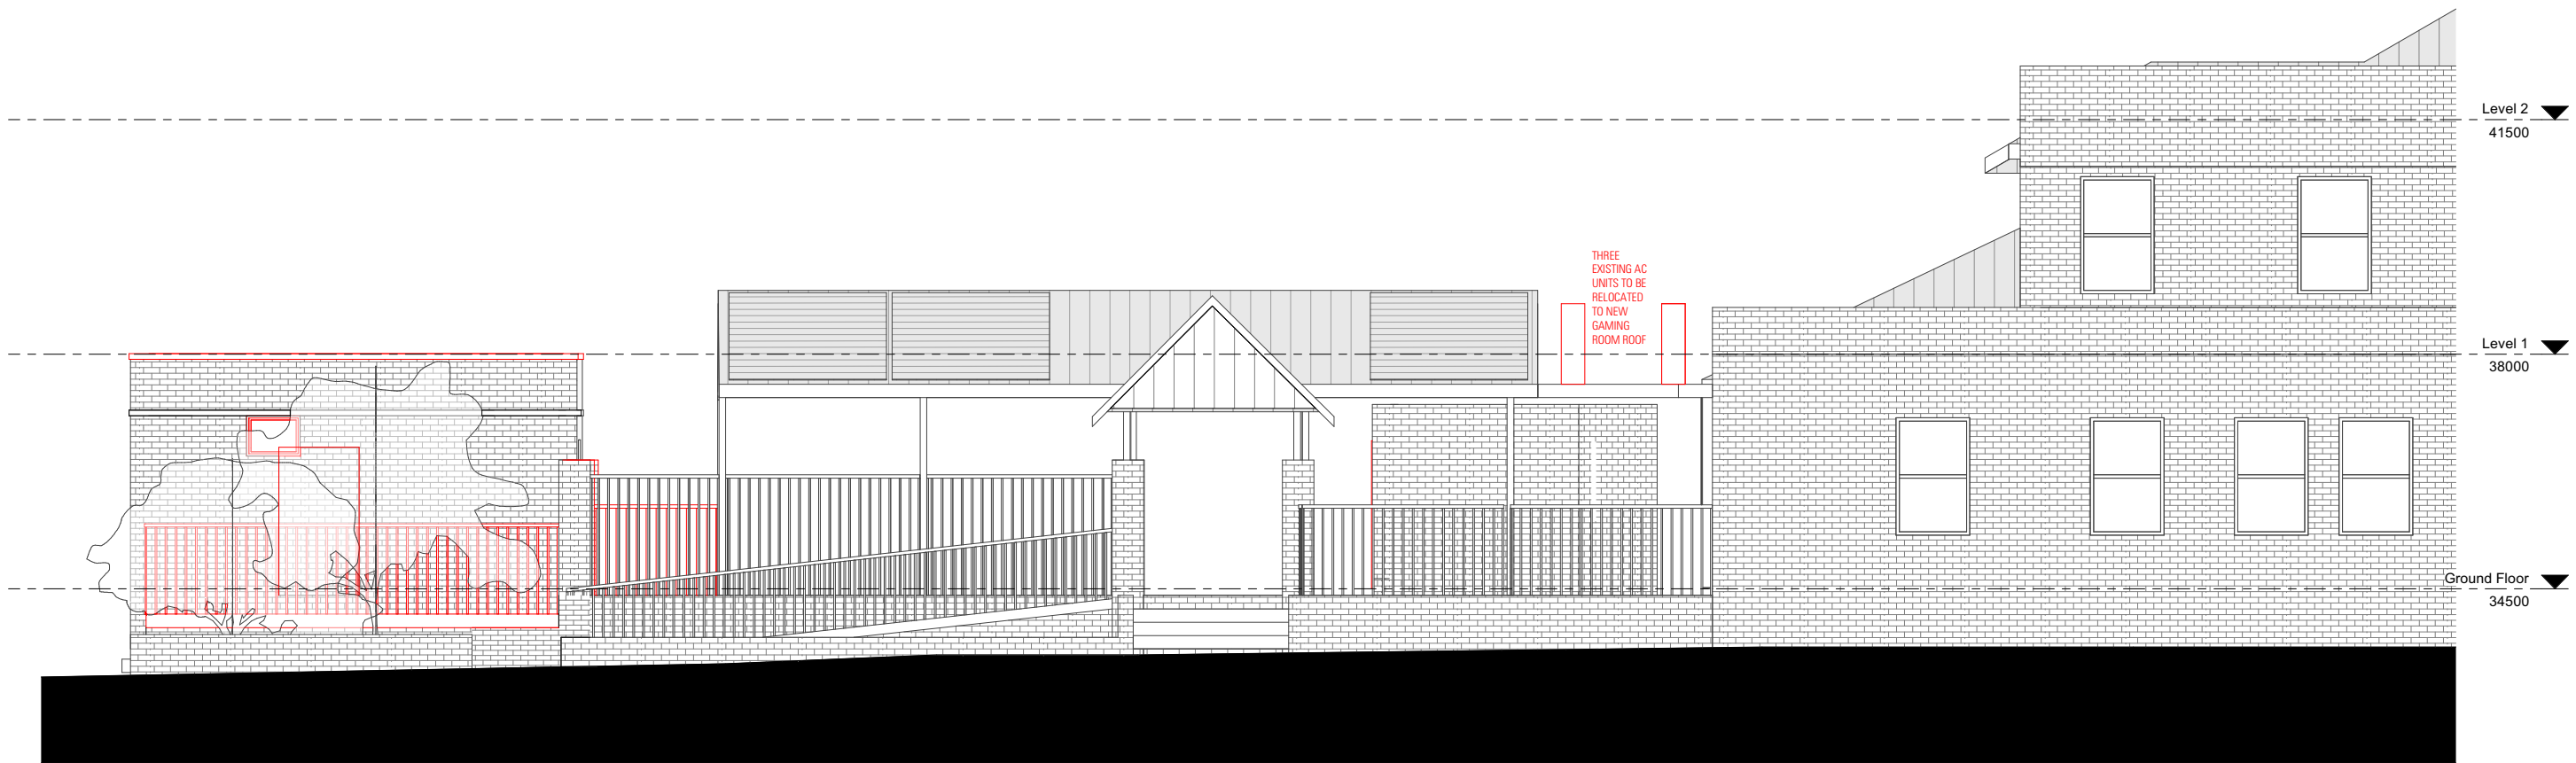 Level 2
41500
THREE
EXISTING AC
UNITS TO BE
RELOCATED
TO NEW
GAMING
ROOM ROOF
Level 1
38000
Ground Floor
34500